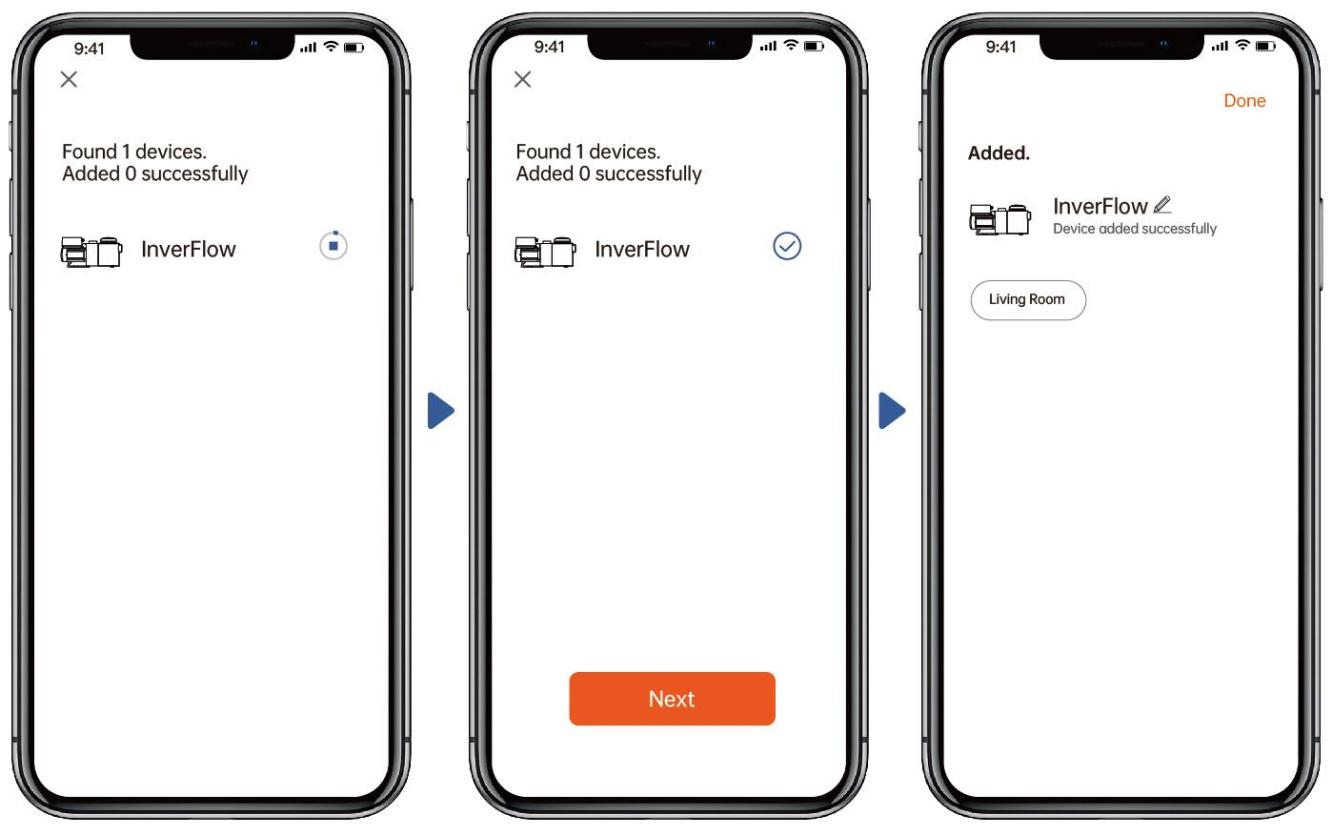 9:41
Found 1 devices.
Added 0 successfully
InverFlow
9:41
Found 1 devices.
Added 0 successfully
InverFlow
Next
9:41
Done
Added.
InverFlow
Device added successfully
Living Room